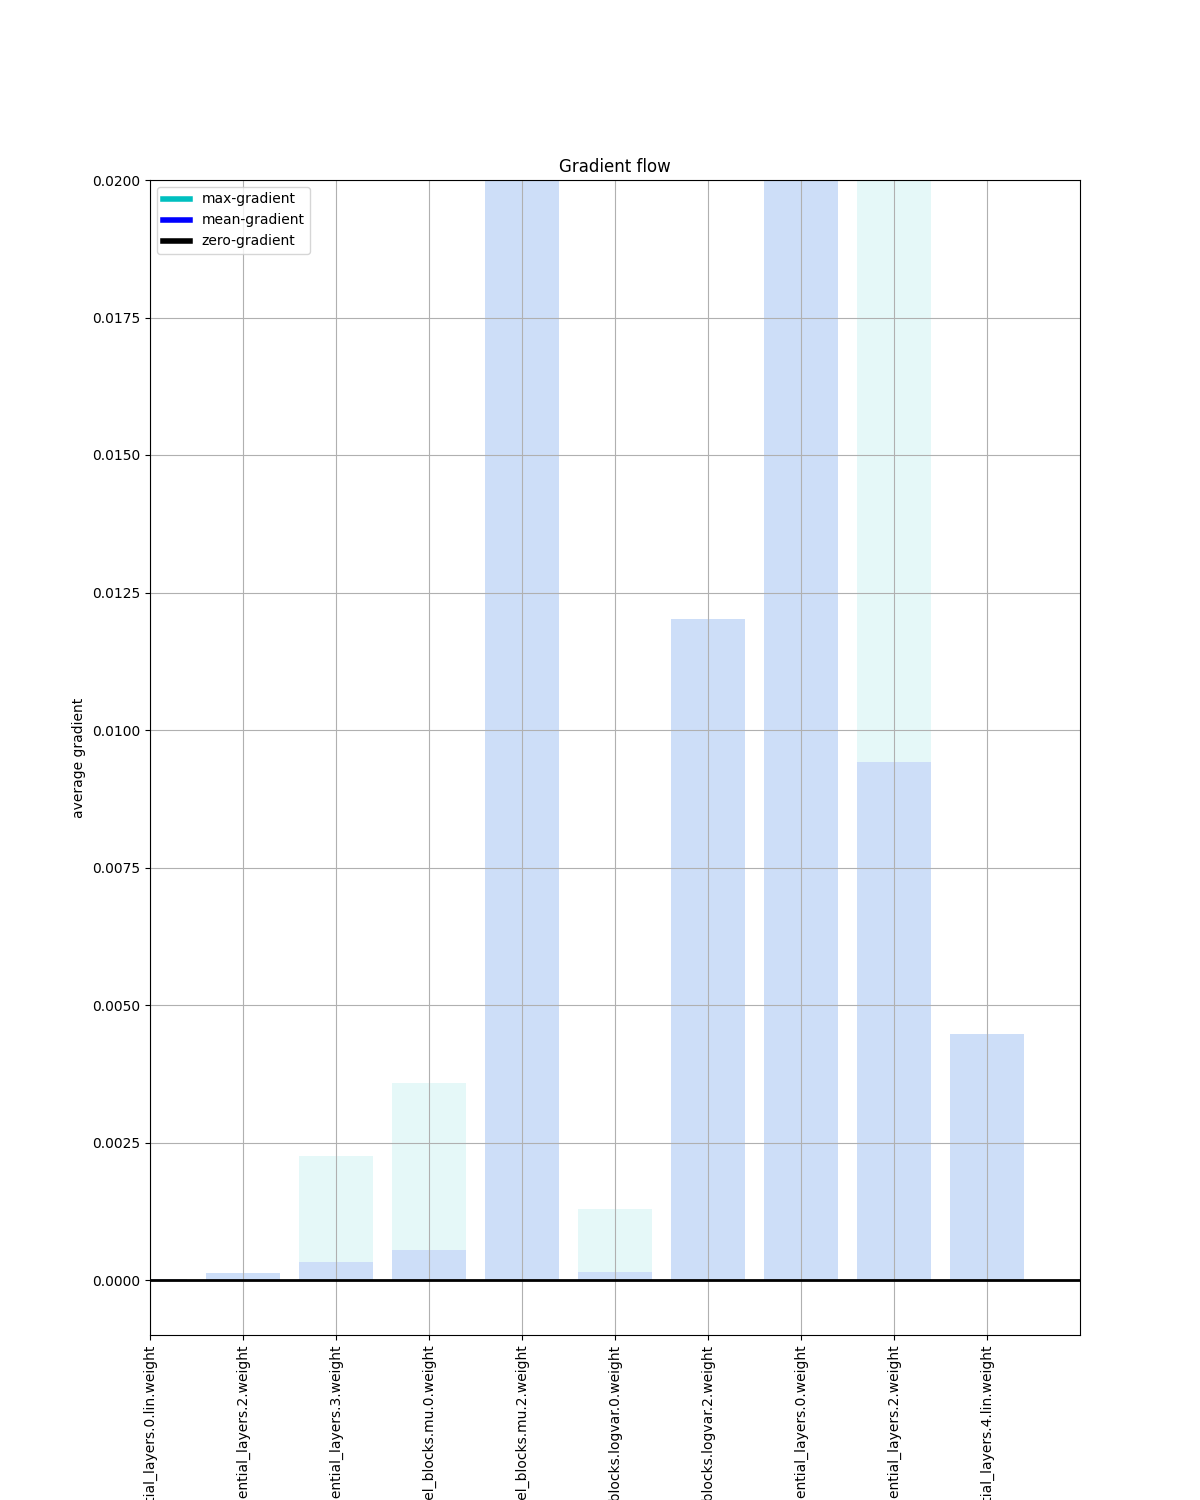 Gradient flow
max-gradient
mean-gradient
zero-gradient
0.0200
0.0175
0.0150
0.0125
0.0100
0.0075
0.0050
0.0025
0.0000
average gradient
tial_layers.0.lin.weight
ential_layers.2.weight
ential_layers.3.weight
el_blocks.mu.0.weight
el_blocks.mu.2.weight
blocks.logvar.0.weight
blocks.logvar.2.weight
ential_layers.0.weight
ential_layers.2.weight
tial_layers.4.lin.weight